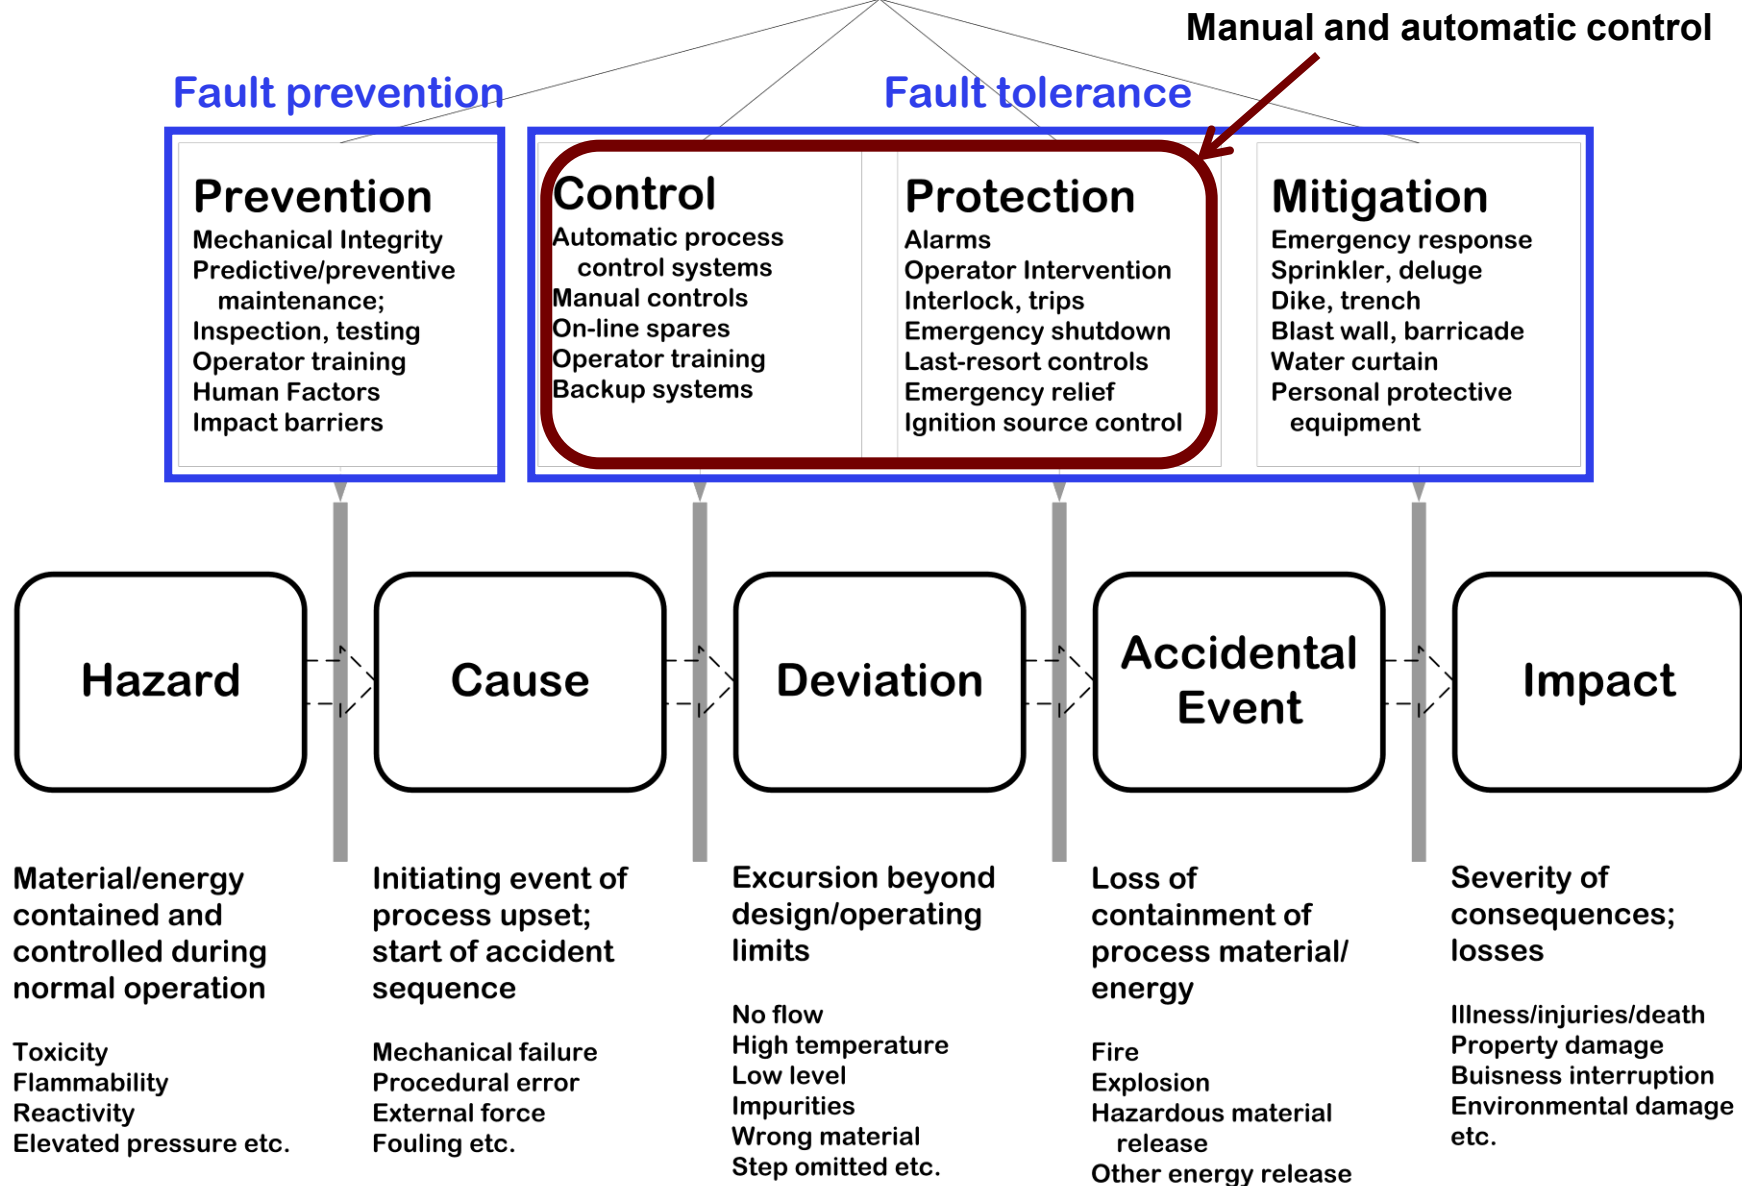 Manual and automatic control
Fault prevention
Fault tolerance
Prevention
Mechanical Integrity
Predictive/preventive
maintenance;
Inspection, testing
Operator training
Human Factors
Impact barriers
Control
Automatic process
control systems
Manual controls
On-line spares
Operator training
Backup systems
Protection
Alarms
Operator Intervention
Interlock, trips
Emergency shutdown
Last-resort controls
Emergency relief
Ignition source control
Mitigation
Emergency response
Sprinkler, deluge
Dike, trench
Blast wall, barricade
Water curtain
Personal protective
equipment
Hazard
Cause
Deviation
Accidental
Event
Impact
Material/energy
contained and
controlled during
normal operation
Toxicity
Flammability
Reactivity
Elevated pressure etc.
Initiating event of
process upset;
start of accident
sequence
Mechanical failure
Procedural error
External force
Fouling etc.
Excursion beyond
design/operating
limits
No flow
High temperature
Low level
Impurities
Wrong material
Step omitted etc.
Loss of
containment of
process material/
energy
Fire
Explosion
Hazardous material
release
Other energy release
Severity of
consequences;
losses
Illness/injuries/death
Property damage
Buisness interruption
Environmental damage
etc.